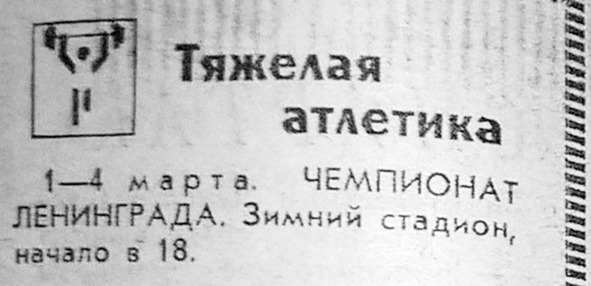 Тяжелая
атлетика
1—4 марта. ЧЕМПИОНАТ
ЛЕНИНГРАДА. Зимний стадион,
начало в 18.